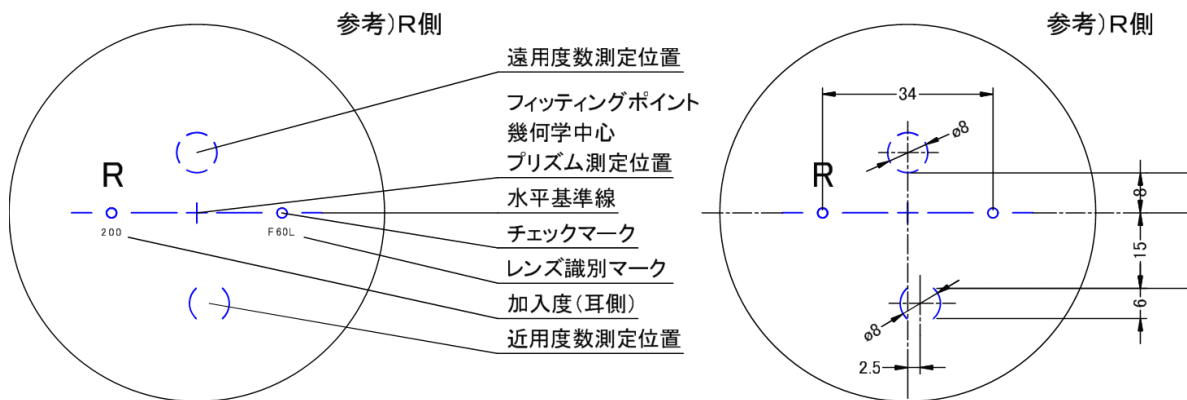 参考)R側
遠用度数測定位置
フィッティングポイント
幾何学中心
プリズム測定位置
水平基準線
チェックマーク
レンズ識別マーク
加入度(耳側)
近用度数測定位置
R
200
F60L
参考)R側
34
ø8
R
8
15
6
ø8
2.5